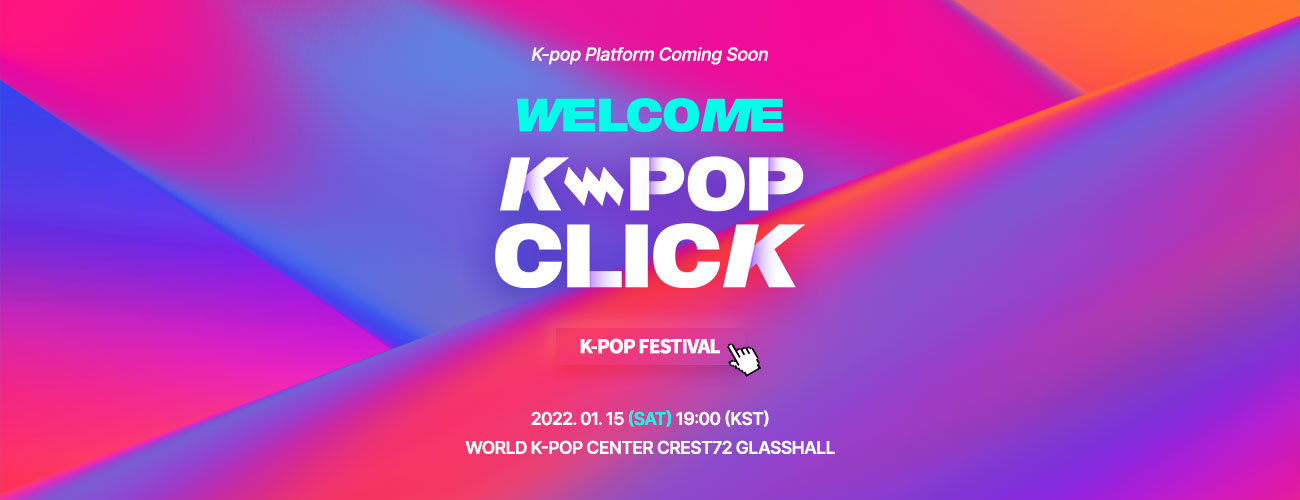 K-pop Platform Coming Soon
WELCOME
K-POP
CLICK
K-POP FESTIVAL
2022. 01. 15 (SAT) 19:00 (KST)
WORLD K-POP CENTER CREST72 GLASSHALL